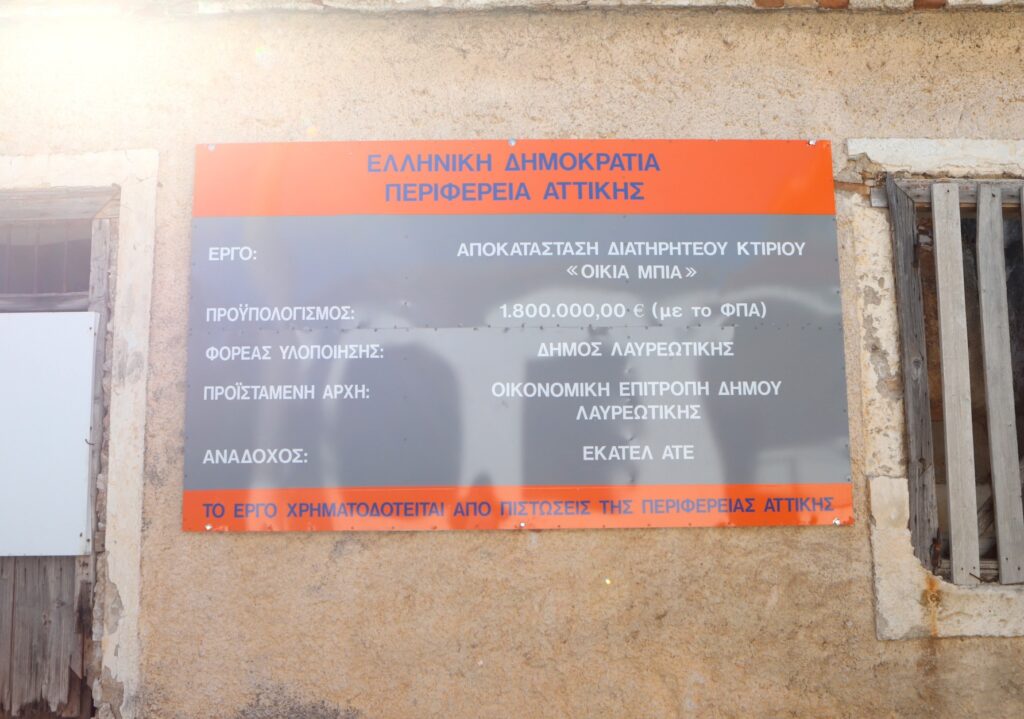 ΕΛΛΗΝΙΚΗ ΔΗΜΟΚΡΑΤΙΑ
ΠΕΡΙΦΕΡΕΙΑ ΑΤΤΙΚΗΣ
ΕΡΓΟ: ΑΠΟΚΑΤΑΣΤΑΣΗ ΔΙΑΤΗΡΗΤΕΟΥ ΚΤΙΡΙΟΥ
«ΟΙΚΙΑ ΜΠΙΑ»
ΠΡΟΫΠΟΛΟΓΙΣΜΟΣ: 1.800.000,00 € (με το ΦΠΑ)
ΦΟΡΕΑΣ ΥΛΟΠΟΙΗΣΗΣ: ΔΗΜΟΣ ΛΑΥΡΕΩΤΙΚΗΣ
ΠΡΟΪΣΤΑΜΕΝΗ ΑΡΧΗ: ΟΙΚΟΝΟΜΙΚΗ ΕΠΙΤΡΟΠΗ ΔΗΜΟΥ
ΛΑΥΡΕΩΤΙΚΗΣ
ΑΝΑΔΟΧΟΣ: ΕΚΑΤΕΛ ΑΤΕ
ΤΟ ΕΡΓΟ ΧΡΗΜΑΤΟΔΟΤΕΙΤΑΙ ΑΠΟ ΠΙΣΤΩΣΕΙΣ ΤΗΣ ΠΕΡΙΦΕΡΕΙΑΣ ΑΤΤΙΚΗΣ